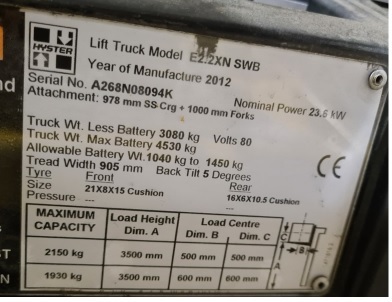 HYSTER
Lift Truck Model E2.2XN SWB
Year of Manufacture 2012
Serial No. A268N08094K
Nominal Power 23.6 kW
Attachment: 978 mm SS Crg + 1000 mm Forks
Truck Wt. Less Battery 3080 kg Volts 80
Truck Wt. Max Battery 4530 kg
Allowable Battery Wt. 1040 kg to 1450 kg
Tread Width 905 mm Back Tilt 5 Degrees
Tyre Front Rear
Size 21X8X15 Cushion 16X6X10.5 Cushion
Pressure --- ---
CE
MAXIMUM CAPACITY Load Height Dim. A Load Centre Dim. B Dim. C
2150 kg 3500 mm 500 mm 500 mm
1930 kg 3500 mm 600 mm 600 mm
C
B
A